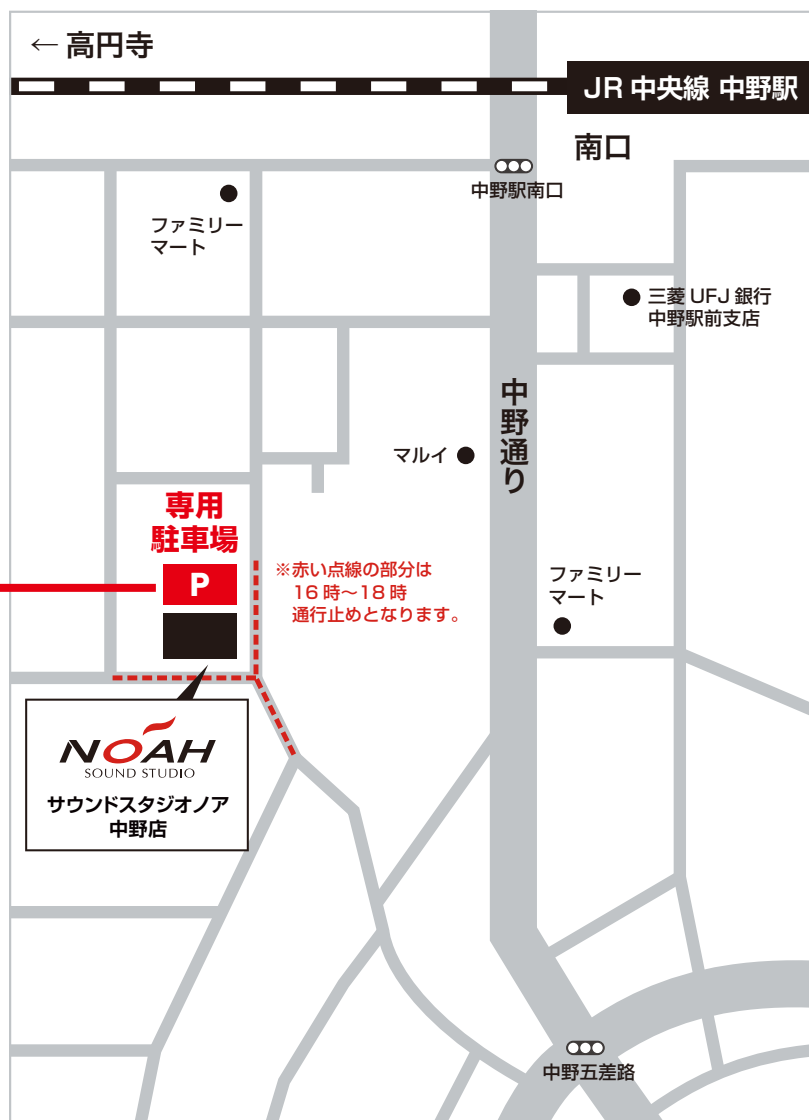 ← 高円寺
JR 中央線 中野駅
南口
中野駅南口
ファミリー
マート
三菱 UFJ 銀行
中野駅前支店
中野通り
マルイ
専用
駐車場
P
※赤い点線の部分は
16 時〜18 時
通行止めとなります。
ファミリー
マート
NOAH
SOUND STUDIO
サウンドスタジオノア
中野店
中野五差路